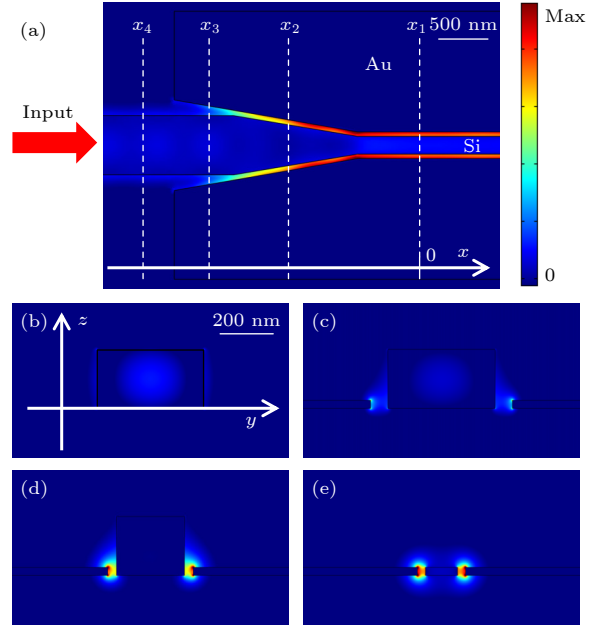 (a)
x₄ x₃ x₂ x₁ 500 nm
Au
Input
Si
0 x
Max
0
(b) z 200 nm
y
(c)
(d)
(e)